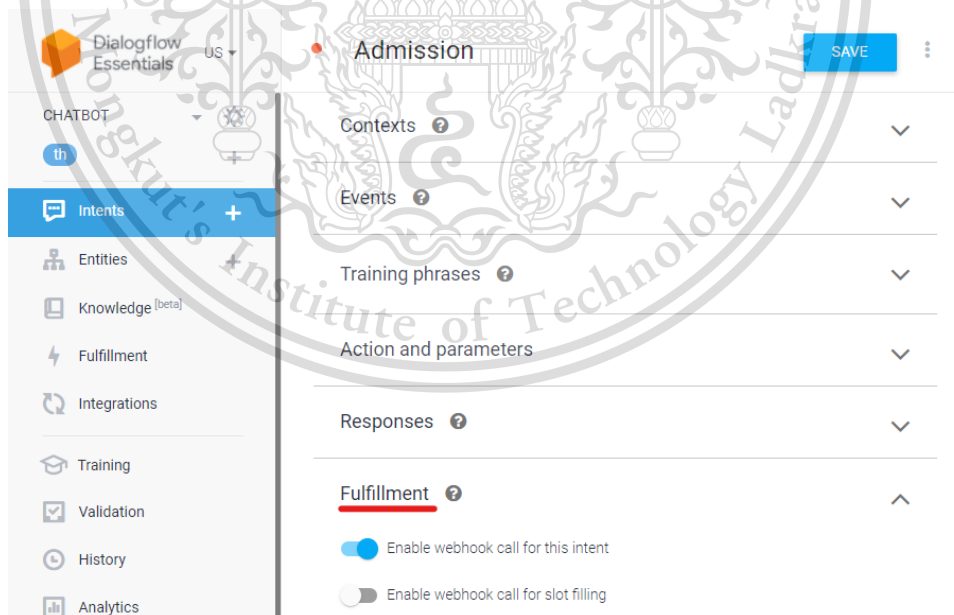 Dialogflow
Essentials
US
Admission
SAVE
CHATBOT
th
Intents
Entities
Knowledge [beta]
Fulfillment
Integrations
Training
Validation
History
Analytics
Contexts
Events
Training phrases
Action and parameters
Responses
Fulfillment
Enable webhook call for this intent
Enable webhook call for slot filling
Mongkut's Institute of Technology Ladkra